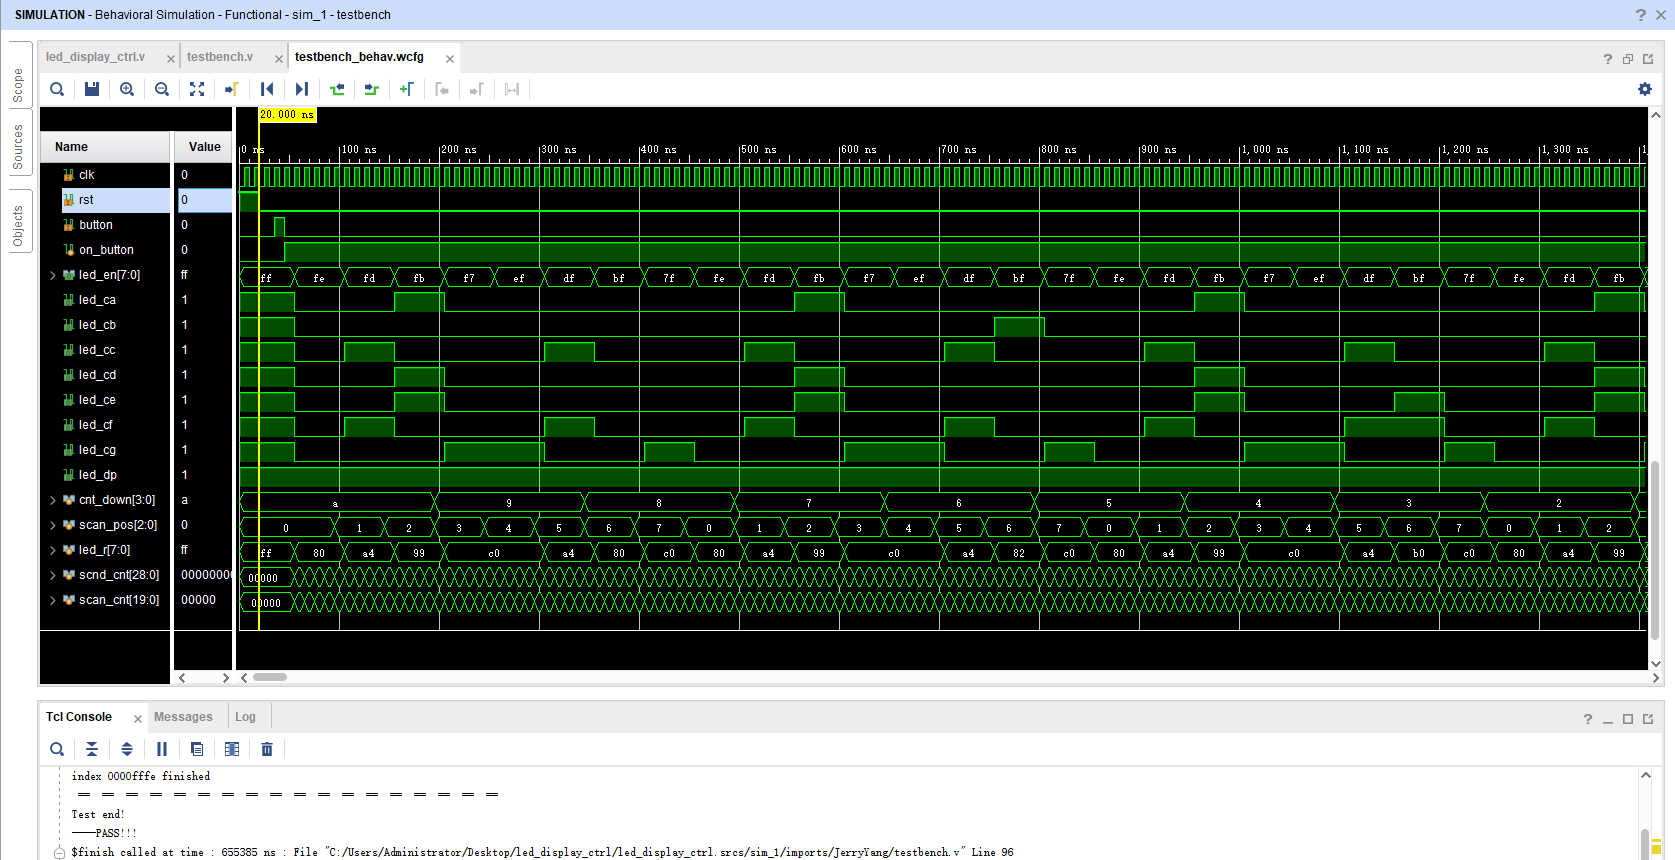 SIMULATION - Behavioral Simulation - Functional - sim_1 - testbench
Scope
Sources
Objects
led_display_ctrl.v
testbench.v
testbench_behav.wcfg
20.000 ns
Name
Value
0 ns 100 ns 200 ns 300 ns 400 ns 500 ns 600 ns 700 ns 800 ns 900 ns 1,000 ns 1,100 ns 1,200 ns 1,300 ns
clk 0
rst 0
button 0
on_button 0
led_en[7:0] ff ff fe fd fb f7 ef df bf 7f fe fd fb f7 ef df bf 7f fe fd fb f7 ef df bf 7f fe fd fb
led_ca 1
led_cb 1
led_cc 1
led_cd 1
led_ce 1
led_cf 1
led_cg 1
led_dp 1
cnt_down[3:0] a a 9 8 7 6 5 4 3 2
scan_pos[2:0] 0 0 1 2 3 4 5 6 7 0 1 2 3 4 5 6 7 0 1 2 3 4 5 6 7 0 1 2
led_r[7:0] ff ff 80 a4 99 c0 a4 80 c0 80 a4 99 c0 a4 82 c0 80 a4 99 c0 a4 b0 c0 80 a4 99
scnd_cnt[28:0] 00000000 00000
scan_cnt[19:0] 00000 00000
Tcl Console
Messages
Log
index 0000fffe finished
== == == == == == == == == == == == == == == == == ==
Test end!
----PASS!!!
$finish called at time : 655385 ns : File "C:/Users/Administrator/Desktop/led_display_ctrl/led_display_ctrl.srcs/sim_1/imports/JerryYang/testbench.v" Line 96